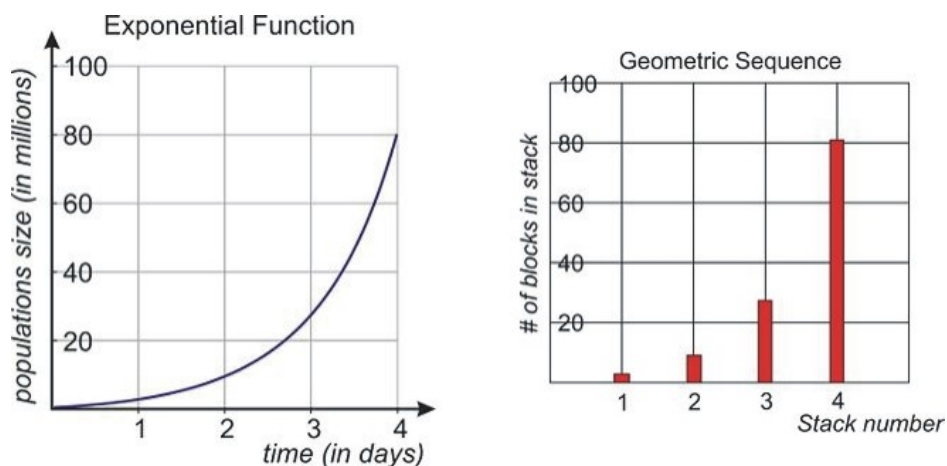 Exponential Function
populations size (in millions)
100
80
60
40
20
1 2 3 4
time (in days)
Geometric Sequence
# of blocks in stack
100
80
60
40
20
1 2 3 4
Stack number